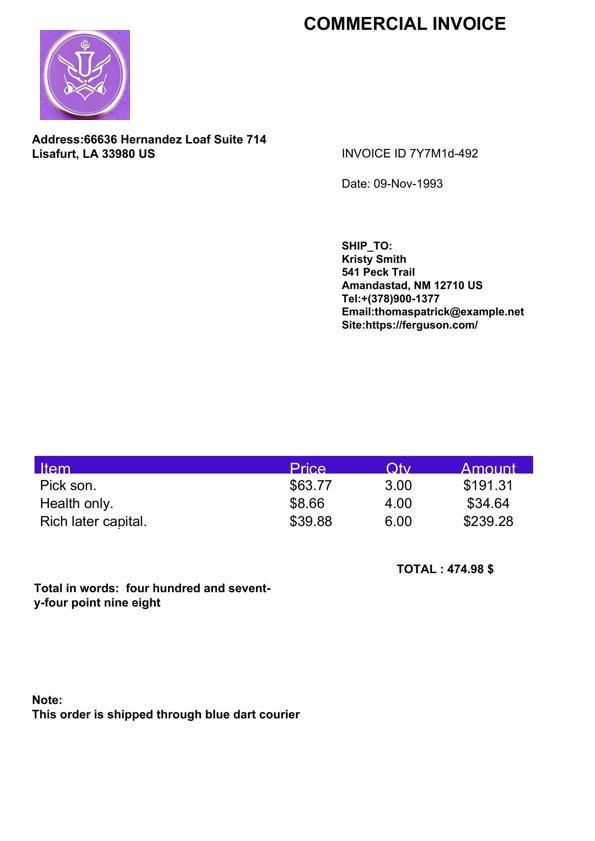 COMMERCIAL INVOICE
Address:66636 Hernandez Loaf Suite 714
Lisafurt, LA 33980 US
INVOICE ID 7Y7M1d-492
Date: 09-Nov-1993
SHIP_TO:
Kristy Smith
541 Peck Trail
Amandastad, NM 12710 US
Tel:+(378)900-1377
Email:thomaspatrick@example.net
Site:https://ferguson.com/
Item Price Qty Amount
Pick son. $63.77 3.00 $191.31
Health only. $8.66 4.00 $34.64
Rich later capital. $39.88 6.00 $239.28
TOTAL : 474.98 $
Total in words: four hundred and sevent-
y-four point nine eight
Note:
This order is shipped through blue dart courier